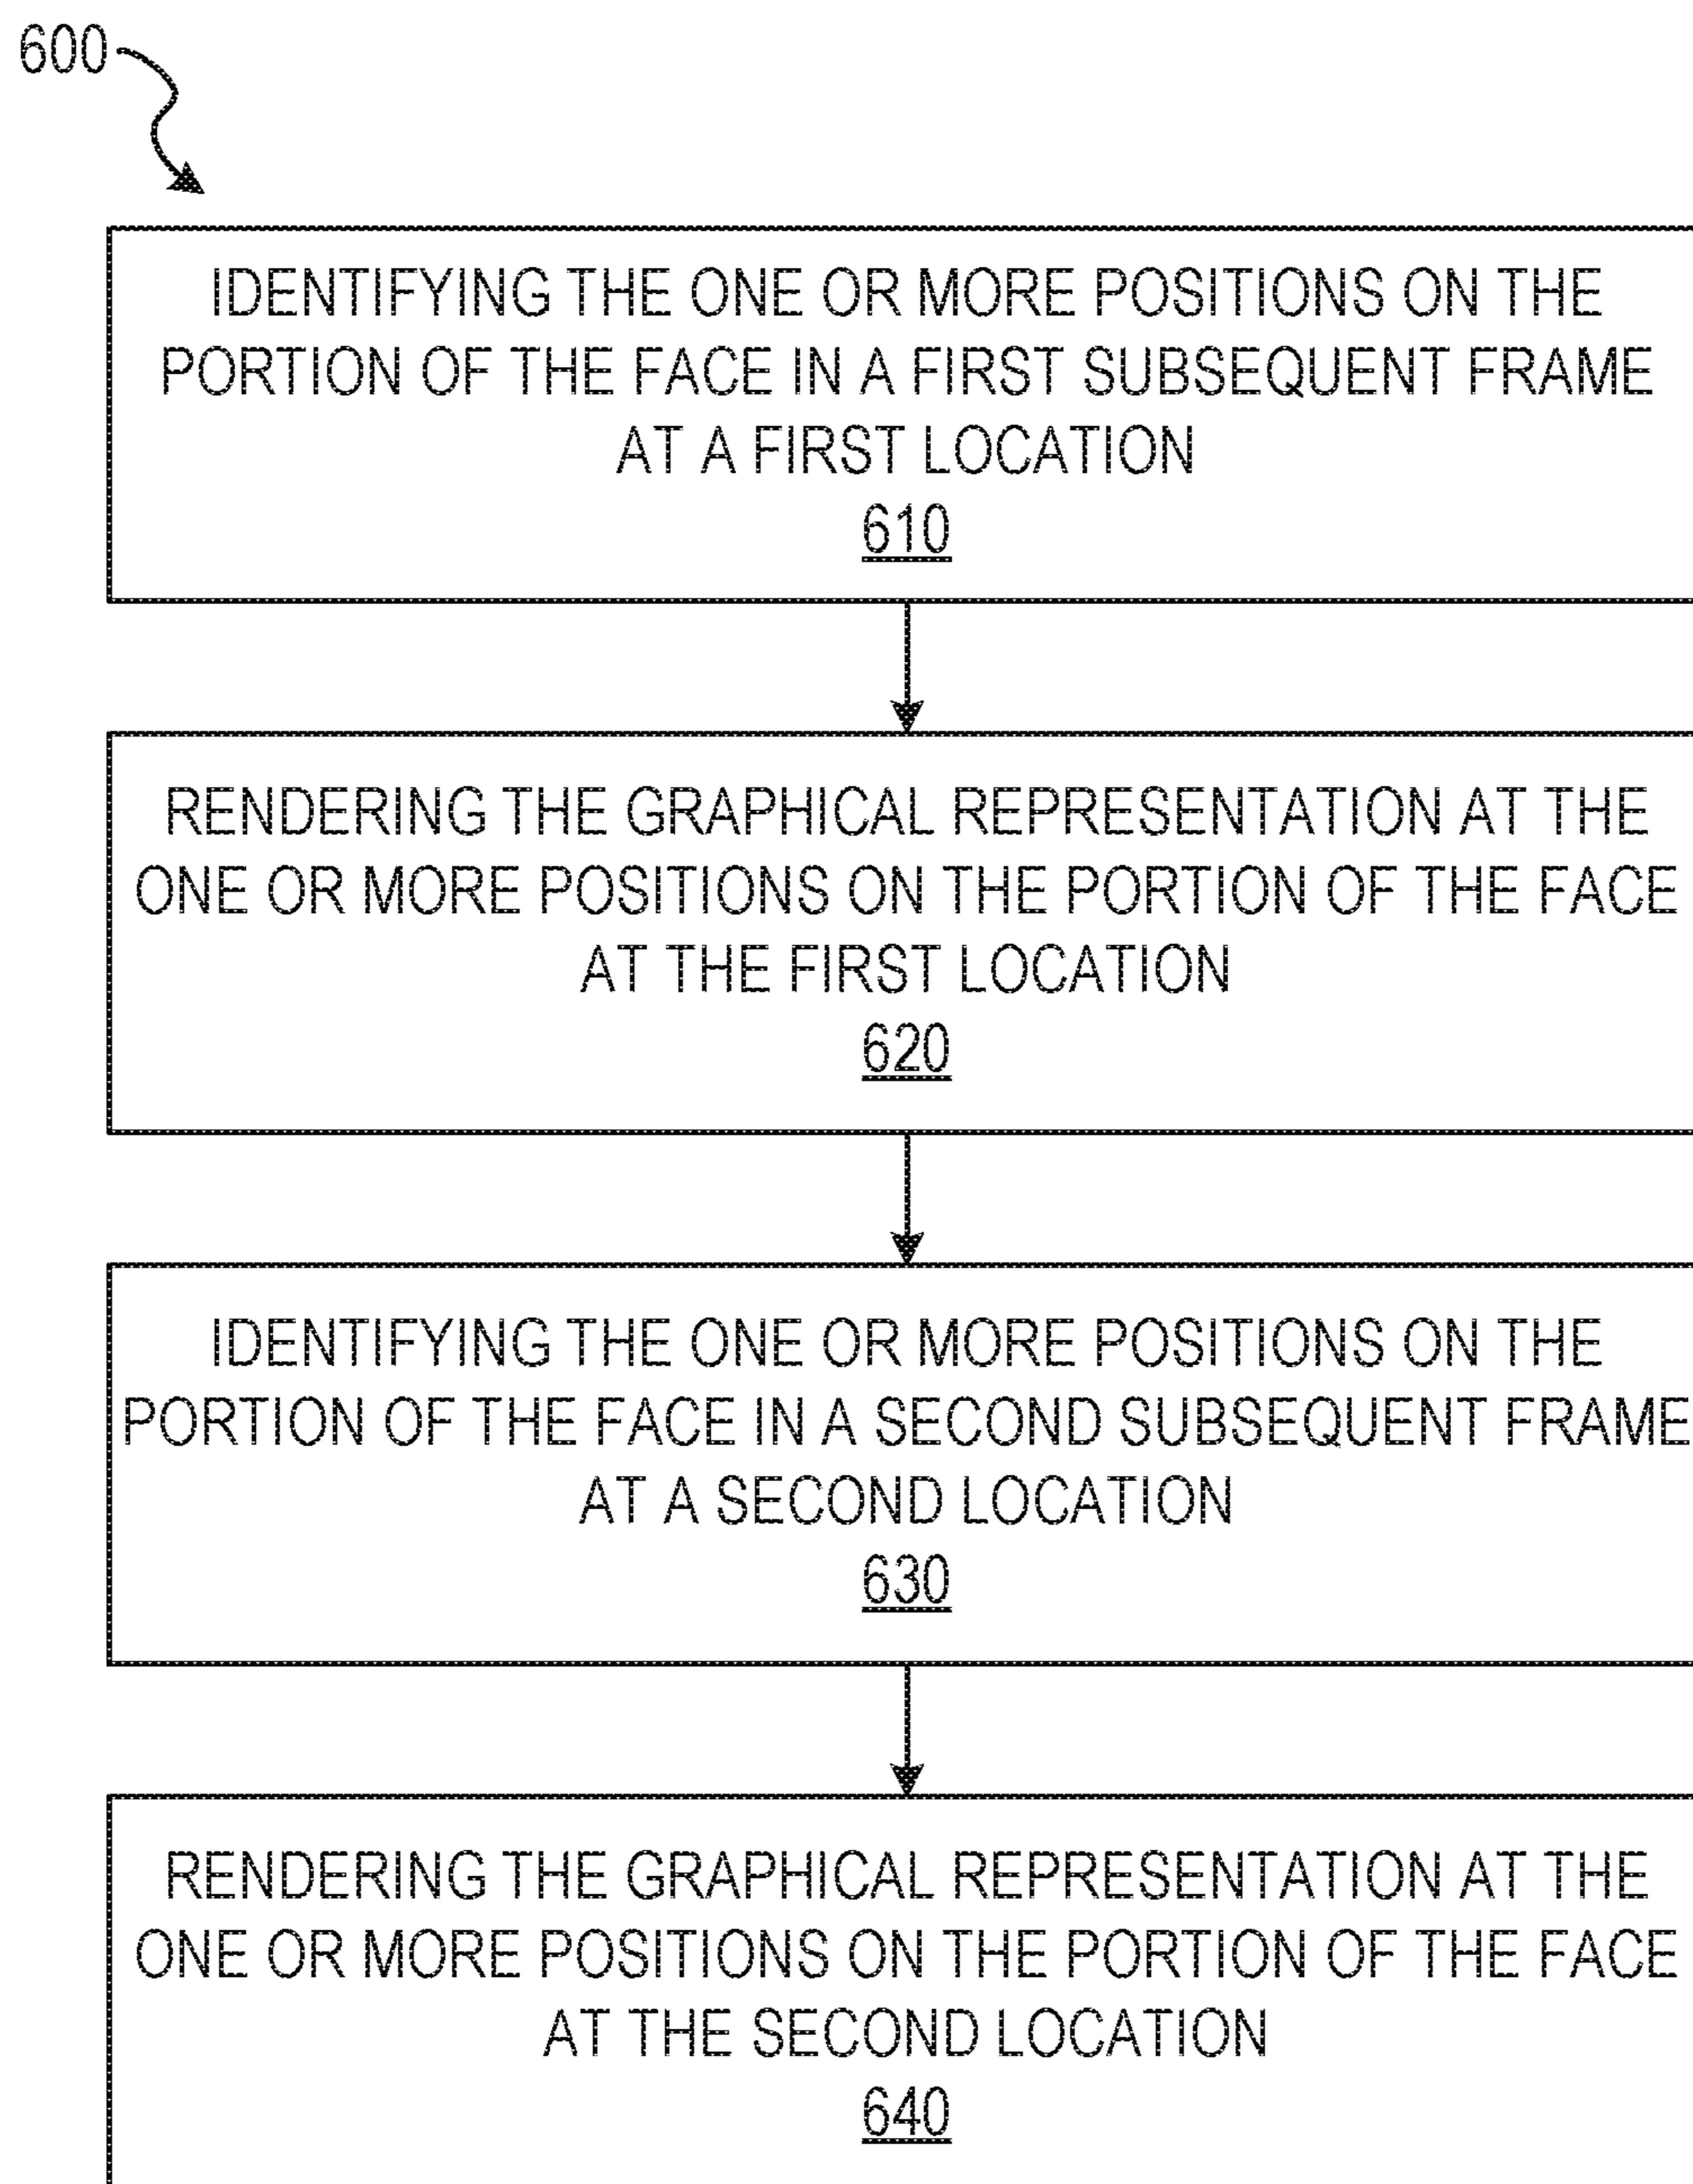 600
IDENTIFYING THE ONE OR MORE POSITIONS ON THE
PORTION OF THE FACE IN A FIRST SUBSEQUENT FRAME
AT A FIRST LOCATION
610
RENDERING THE GRAPHICAL REPRESENTATION AT THE
ONE OR MORE POSITIONS ON THE PORTION OF THE FACE
AT THE FIRST LOCATION
620
IDENTIFYING THE ONE OR MORE POSITIONS ON THE
PORTION OF THE FACE IN A SECOND SUBSEQUENT FRAME
AT A SECOND LOCATION
630
RENDERING THE GRAPHICAL REPRESENTATION AT THE
ONE OR MORE POSITIONS ON THE PORTION OF THE FACE
AT THE SECOND LOCATION
640